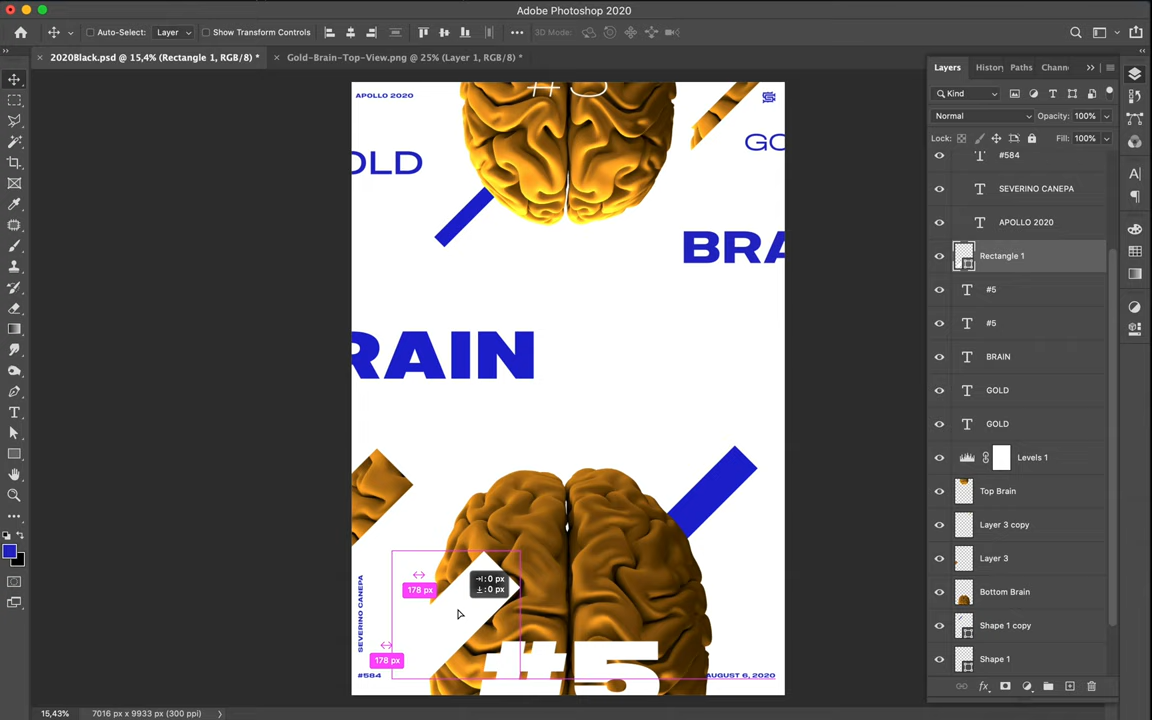 Adobe Photoshop 2020
Auto-Select: Layer Show Transform Controls 3D Mode:
2020Black.psd @ 15,4% (Rectangle 1, RGB/8) *
Gold-Brain-Top-View.png @ 25% (Layer 1, RGB/8) *
Layers Histor Paths Chann
Kind
Normal Opacity: 100%
Lock: Fill: 100%
#584
SEVERINO CANEPA
APOLLO 2020
Rectangle 1
#5
#5
BRAIN
GOLD
GOLD
Levels 1
Top Brain
Layer 3 copy
Layer 3
Bottom Brain
Shape 1 copy
Shape 1
APOLLO 2020
#5
GO
OLD
BRA
RAIN
178 px
:0 px
:0 px
SEVERINO CANEPA
178 px
#5
#584
AUGUST 6, 2020
15,43% 7016 px x 9933 px (300 ppi)